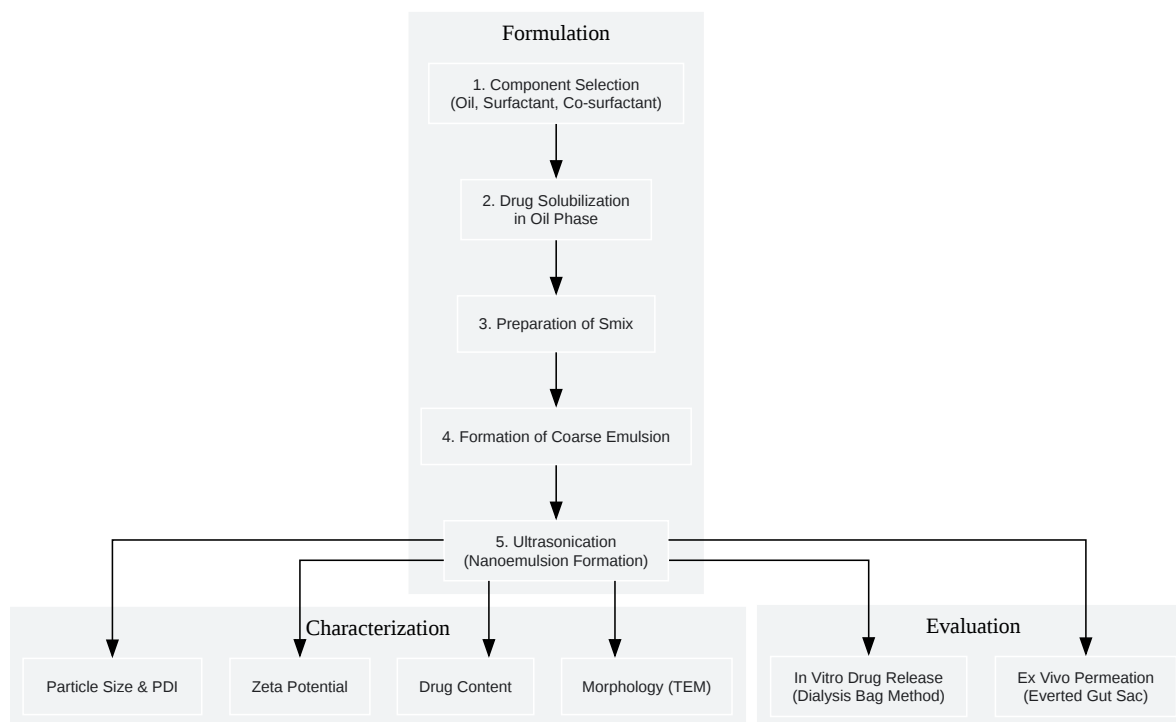 Formulation
1. Component Selection
(Oil, Surfactant, Co-surfactant)
2. Drug Solubilization
in Oil Phase
3. Preparation of Smix
4. Formation of Coarse Emulsion
5. Ultrasonication
(Nanoemulsion Formation)
Characterization
Particle Size & PDI
Zeta Potential
Drug Content
Morphology (TEM)
Evaluation
In Vitro Drug Release
(Dialysis Bag Method)
Ex Vivo Permeation
(Everted Gut Sac)